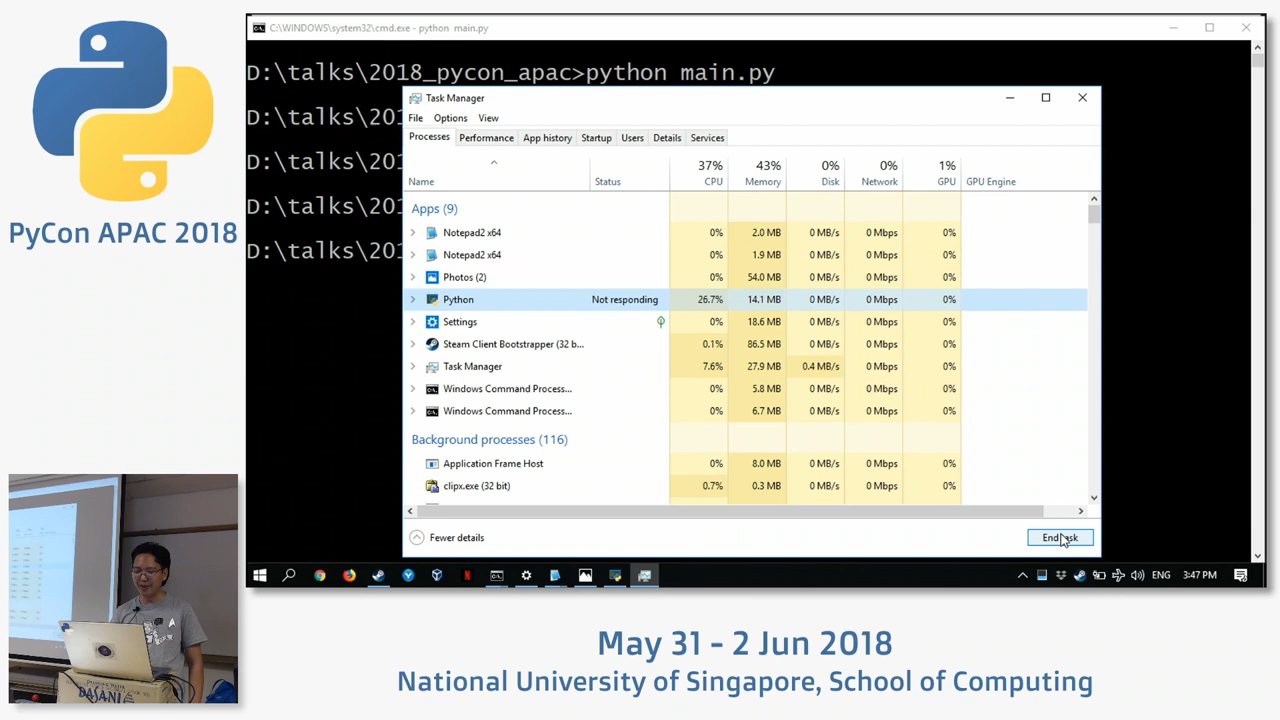 PyCon APAC 2018
C:\WINDOWS\system32\cmd.exe - python main.py
D:\talks\2018_pycon_apac>python main.py
D:\talks\201
D:\talks\201
D:\talks\201
D:\talks\201
Task Manager
File Options View
Processes Performance App history Startup Users Details Services
37% 43% 0% 0% 1%
Name Status CPU Memory Disk Network GPU GPU Engine
Apps (9)
Notepad2 x64 0% 2.0 MB 0 MB/s 0 Mbps 0%
Notepad2 x64 0% 1.9 MB 0 MB/s 0 Mbps 0%
Photos (2) 0% 54.0 MB 0 MB/s 0 Mbps 0%
Python Not responding 26.7% 14.1 MB 0 MB/s 0 Mbps 0%
Settings 0% 18.6 MB 0 MB/s 0 Mbps 0%
Steam Client Bootstrapper (32 b... 0.1% 86.5 MB 0 MB/s 0 Mbps 0%
Task Manager 7.6% 27.9 MB 0.4 MB/s 0 Mbps 0%
Windows Command Process... 0% 5.8 MB 0 MB/s 0 Mbps 0%
Windows Command Process... 0% 6.7 MB 0 MB/s 0 Mbps 0%
Background processes (116)
Application Frame Host 0% 8.0 MB 0 MB/s 0 Mbps 0%
clipx.exe (32 bit) 0.7% 0.3 MB 0 MB/s 0 Mbps 0%
Fewer details
End task
ENG 3:47 PM
DASANI
May 31 - 2 Jun 2018
National University of Singapore, School of Computing